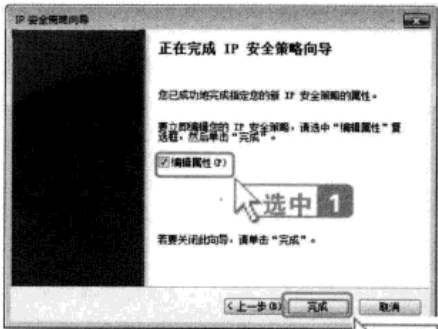 IP 安全策略向导
正在完成 IP 安全策略向导
您已成功地完成指定您的新 IP 安全策略的属性。
要立即编辑您的 IP 安全策略，请选中“编辑属性”复
选框，然后单击“完成”。
编辑属性(P)
选中 1
若要关闭此向导，请单击“完成”。
<上一步(B) 完成 取消